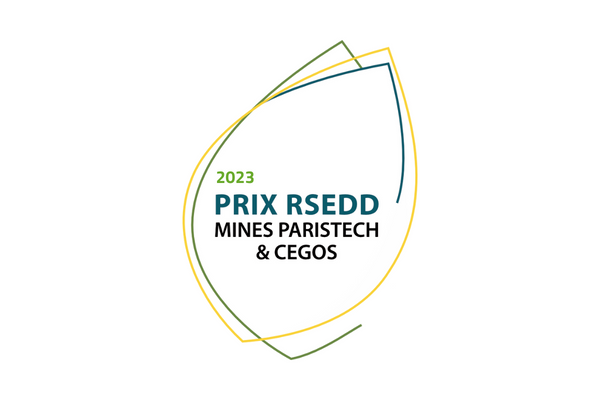 2023
PRIX RSEDD
MINES PARISTECH
& CEGOS